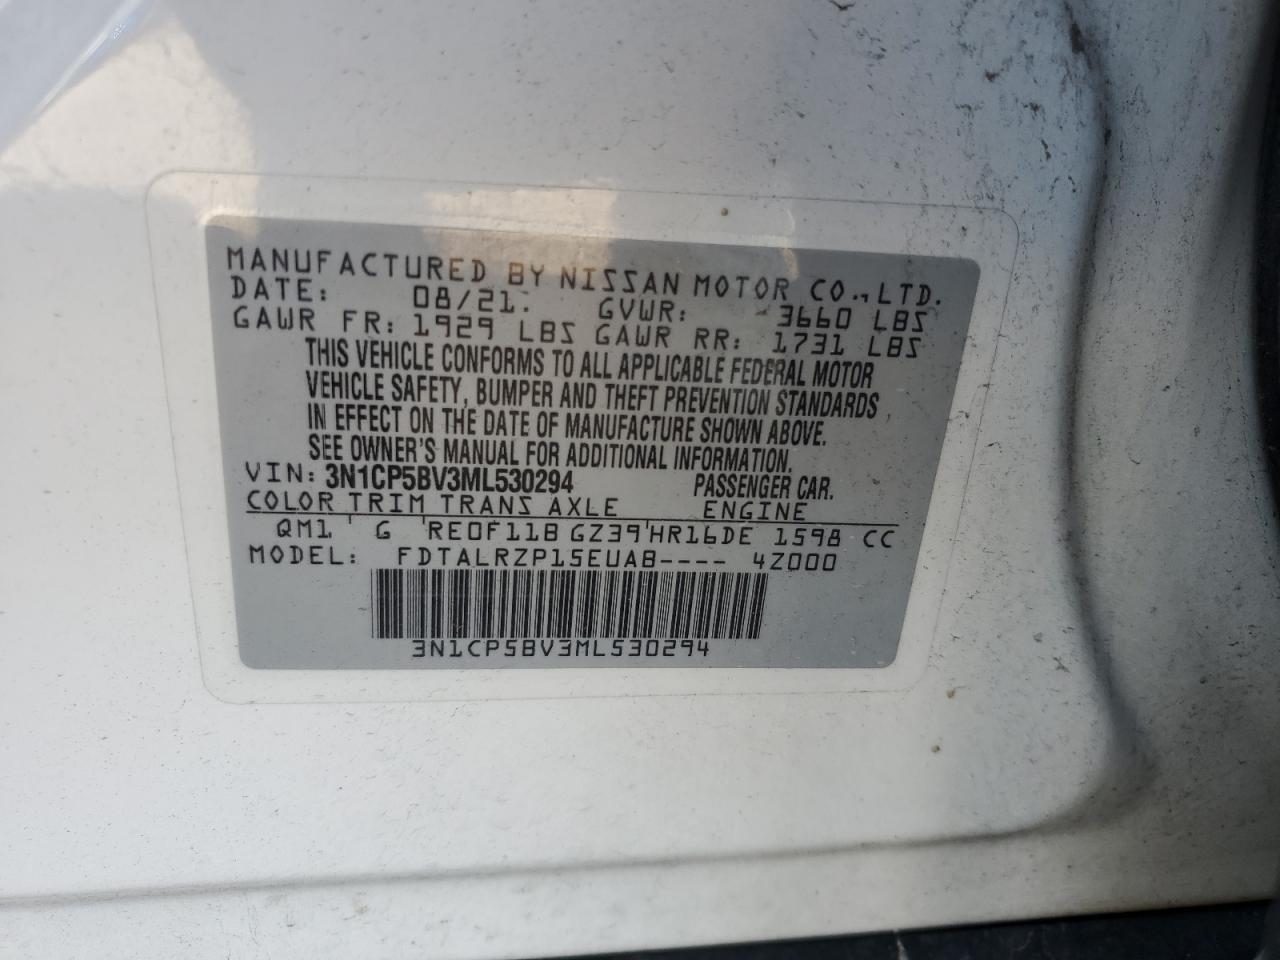 MANUFACTURED BY NISSAN MOTOR CO., LTD.
DATE: 08/21. GVWR: 3660 LBS
GAWR FR: 1929 LBS GAWR RR: 1731 LBS
THIS VEHICLE CONFORMS TO ALL APPLICABLE FEDERAL MOTOR
VEHICLE SAFETY, BUMPER AND THEFT PREVENTION STANDARDS
IN EFFECT ON THE DATE OF MANUFACTURE SHOWN ABOVE.
SEE OWNER'S MANUAL FOR ADDITIONAL INFORMATION.
VIN: 3N1CP5BV3ML530294 PASSENGER CAR.
COLOR TRIM TRANS AXLE ENGINE
QM1 ' G 'RE0F11B GZ39'HR16DE 1598 CC
MODEL: FDTALRZP15EUAB---- 4Z000
3N1CP5BV3ML530294